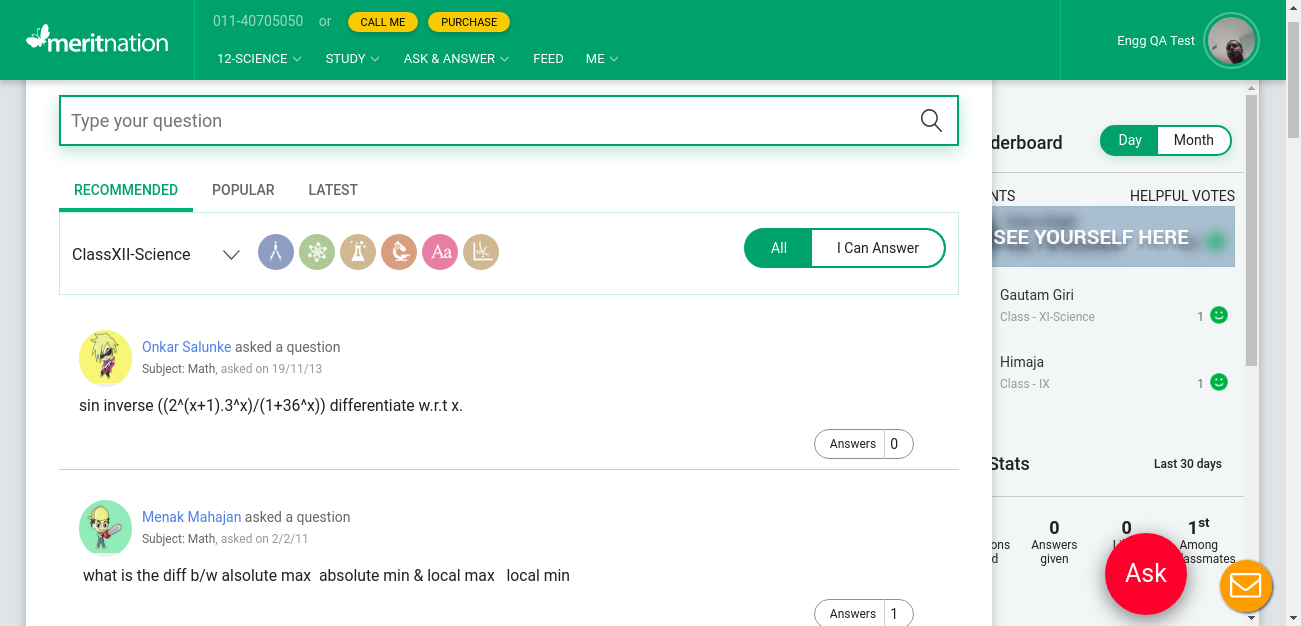 meritnation
011-40705050 or CALL ME PURCHASE
12-SCIENCE STUDY ASK & ANSWER FEED ME
Engg QA Test
Type your question
RECOMMENDED POPULAR LATEST
ClassXII-Science
Aa
All I Can Answer
Onkar Salunke asked a question
Subject: Math, asked on 19/11/13
sin inverse ((2^(x+1).3^x)/(1+36^x)) differentiate w.r.t x.
Answers 0
Menak Mahajan asked a question
Subject: Math, asked on 2/2/11
what is the diff b/w alsolute max absolute min & local max local min
Answers 1
derboard Day Month
NTS HELPFUL VOTES
SEE YOURSELF HERE
Gautam Giri
Class - XI-Science 1
Himaja
Class - IX 1
Stats Last 30 days
0 0 1st
ons Answers Among
d given assmates
Ask